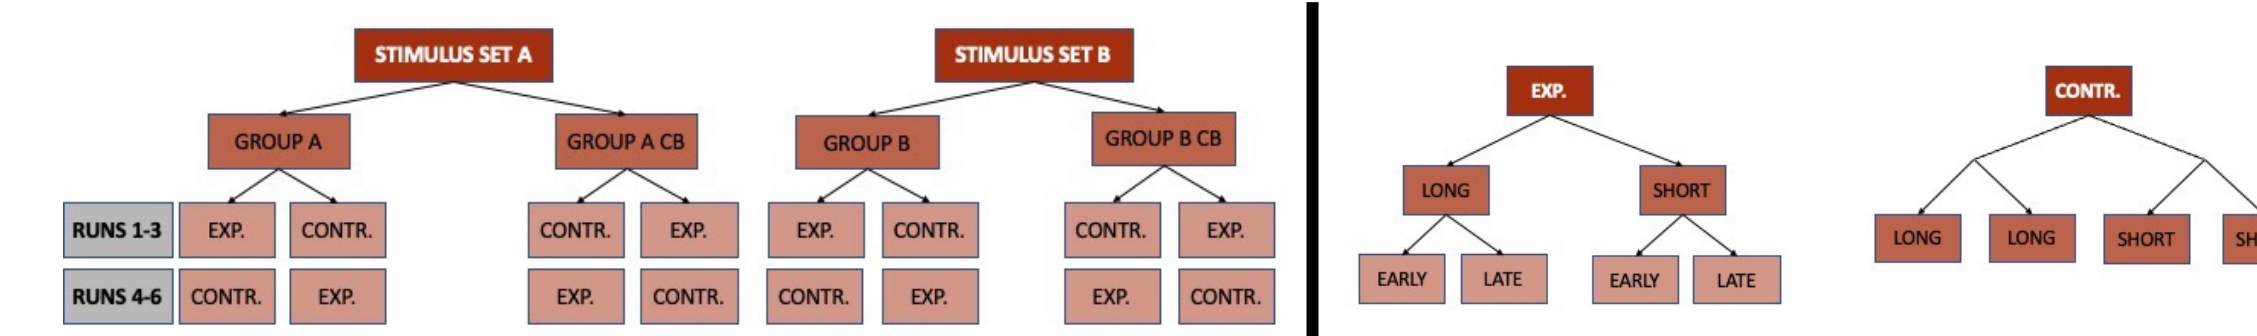 STIMULUS SET A
STIMULUS SET B
GROUP A
GROUP A CB
GROUP B
GROUP B CB
RUNS 1-3
EXP.
CONTR.
CONTR.
EXP.
EXP.
CONTR.
CONTR.
EXP.
RUNS 4-6
CONTR.
EXP.
EXP.
CONTR.
CONTR.
EXP.
EXP.
CONTR.
EXP.
LONG
SHORT
EARLY
LATE
EARLY
LATE
CONTR.
LONG
LONG
SHORT
SH